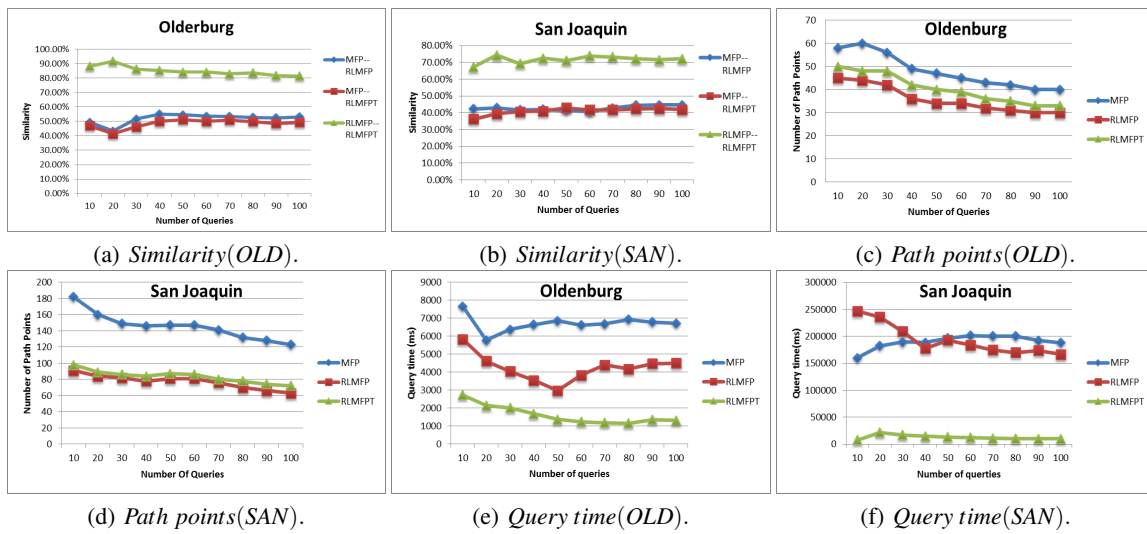 Olderburg
100.00%
90.00%
80.00%
70.00%
60.00%
50.00%
40.00%
30.00%
20.00%
10.00%
0.00%
Similarity
10 20 30 40 50 60 70 80 90 100
Number of Queries
MFP--
RLMFP
MFP--
RLMFPT
RLMFP--
RLMFPT
(a) Similarity(OLD).
San Joaquin
80.00%
70.00%
60.00%
50.00%
40.00%
30.00%
20.00%
10.00%
0.00%
Similarity
10 20 30 40 50 60 70 80 90 100
Number of Queries
MFP--
RLMFP
MFP--
RLMFPT
RLMFP--
RLMFPT
(b) Similarity(SAN).
Oldenburg
70
60
50
40
30
20
10
0
Number of Path Points
10 20 30 40 50 60 70 80 90 100
Number of Queries
MFP
RLMFP
RLMFPT
(c) Path points(OLD).
San Joaquin
200
180
160
140
120
100
80
60
40
20
0
Number of Path Points
10 20 30 40 50 60 70 80 90 100
Number Of Queries
MFP
RLMFP
RLMFPT
(d) Path points(SAN).
Oldenburg
9000
8000
7000
6000
5000
4000
3000
2000
1000
0
Query time (ms)
10 20 30 40 50 60 70 80 90 100
Number of queries
MFP
RLMFP
RLMFPT
(e) Query time(OLD).
San Joaquin
300000
250000
200000
150000
100000
50000
0
Query time(ms)
10 20 30 40 50 60 70 80 90 100
Number of querties
MFP
RLMFP
RLMFPT
(f) Query time(SAN).